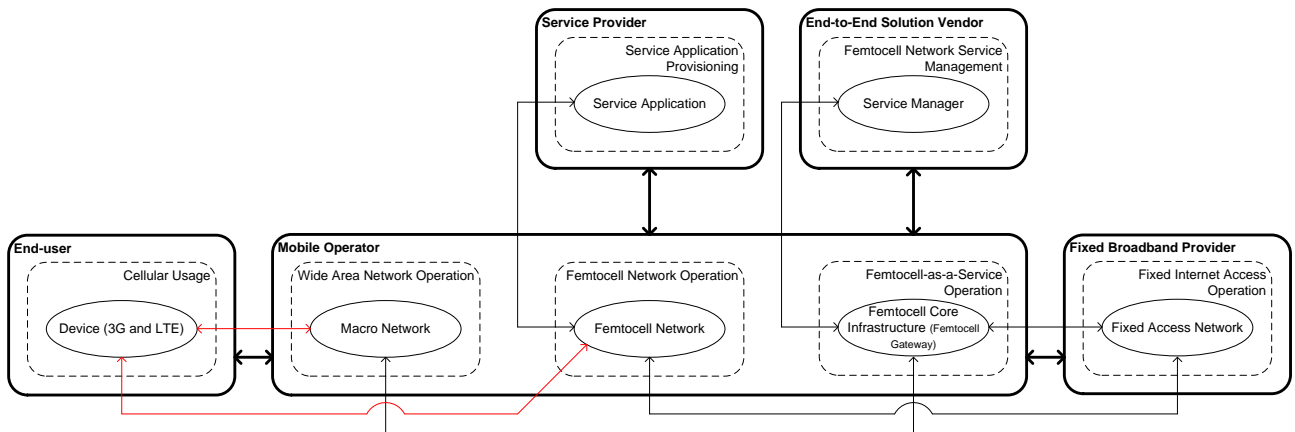 Service Provider
Service Application
Provisioning
Service Application
End-to-End Solution Vendor
Femtocell Network Service
Management
Service Manager
End-user
Cellular Usage
Device (3G and LTE)
Mobile Operator
Wide Area Network Operation
Macro Network
Femtocell Network Operation
Femtocell Network
Femtocell-as-a-Service
Operation
Femtocell Core
Infrastructure (Femtocell
Gateway)
Fixed Broadband Provider
Fixed Internet Access
Operation
Fixed Access Network